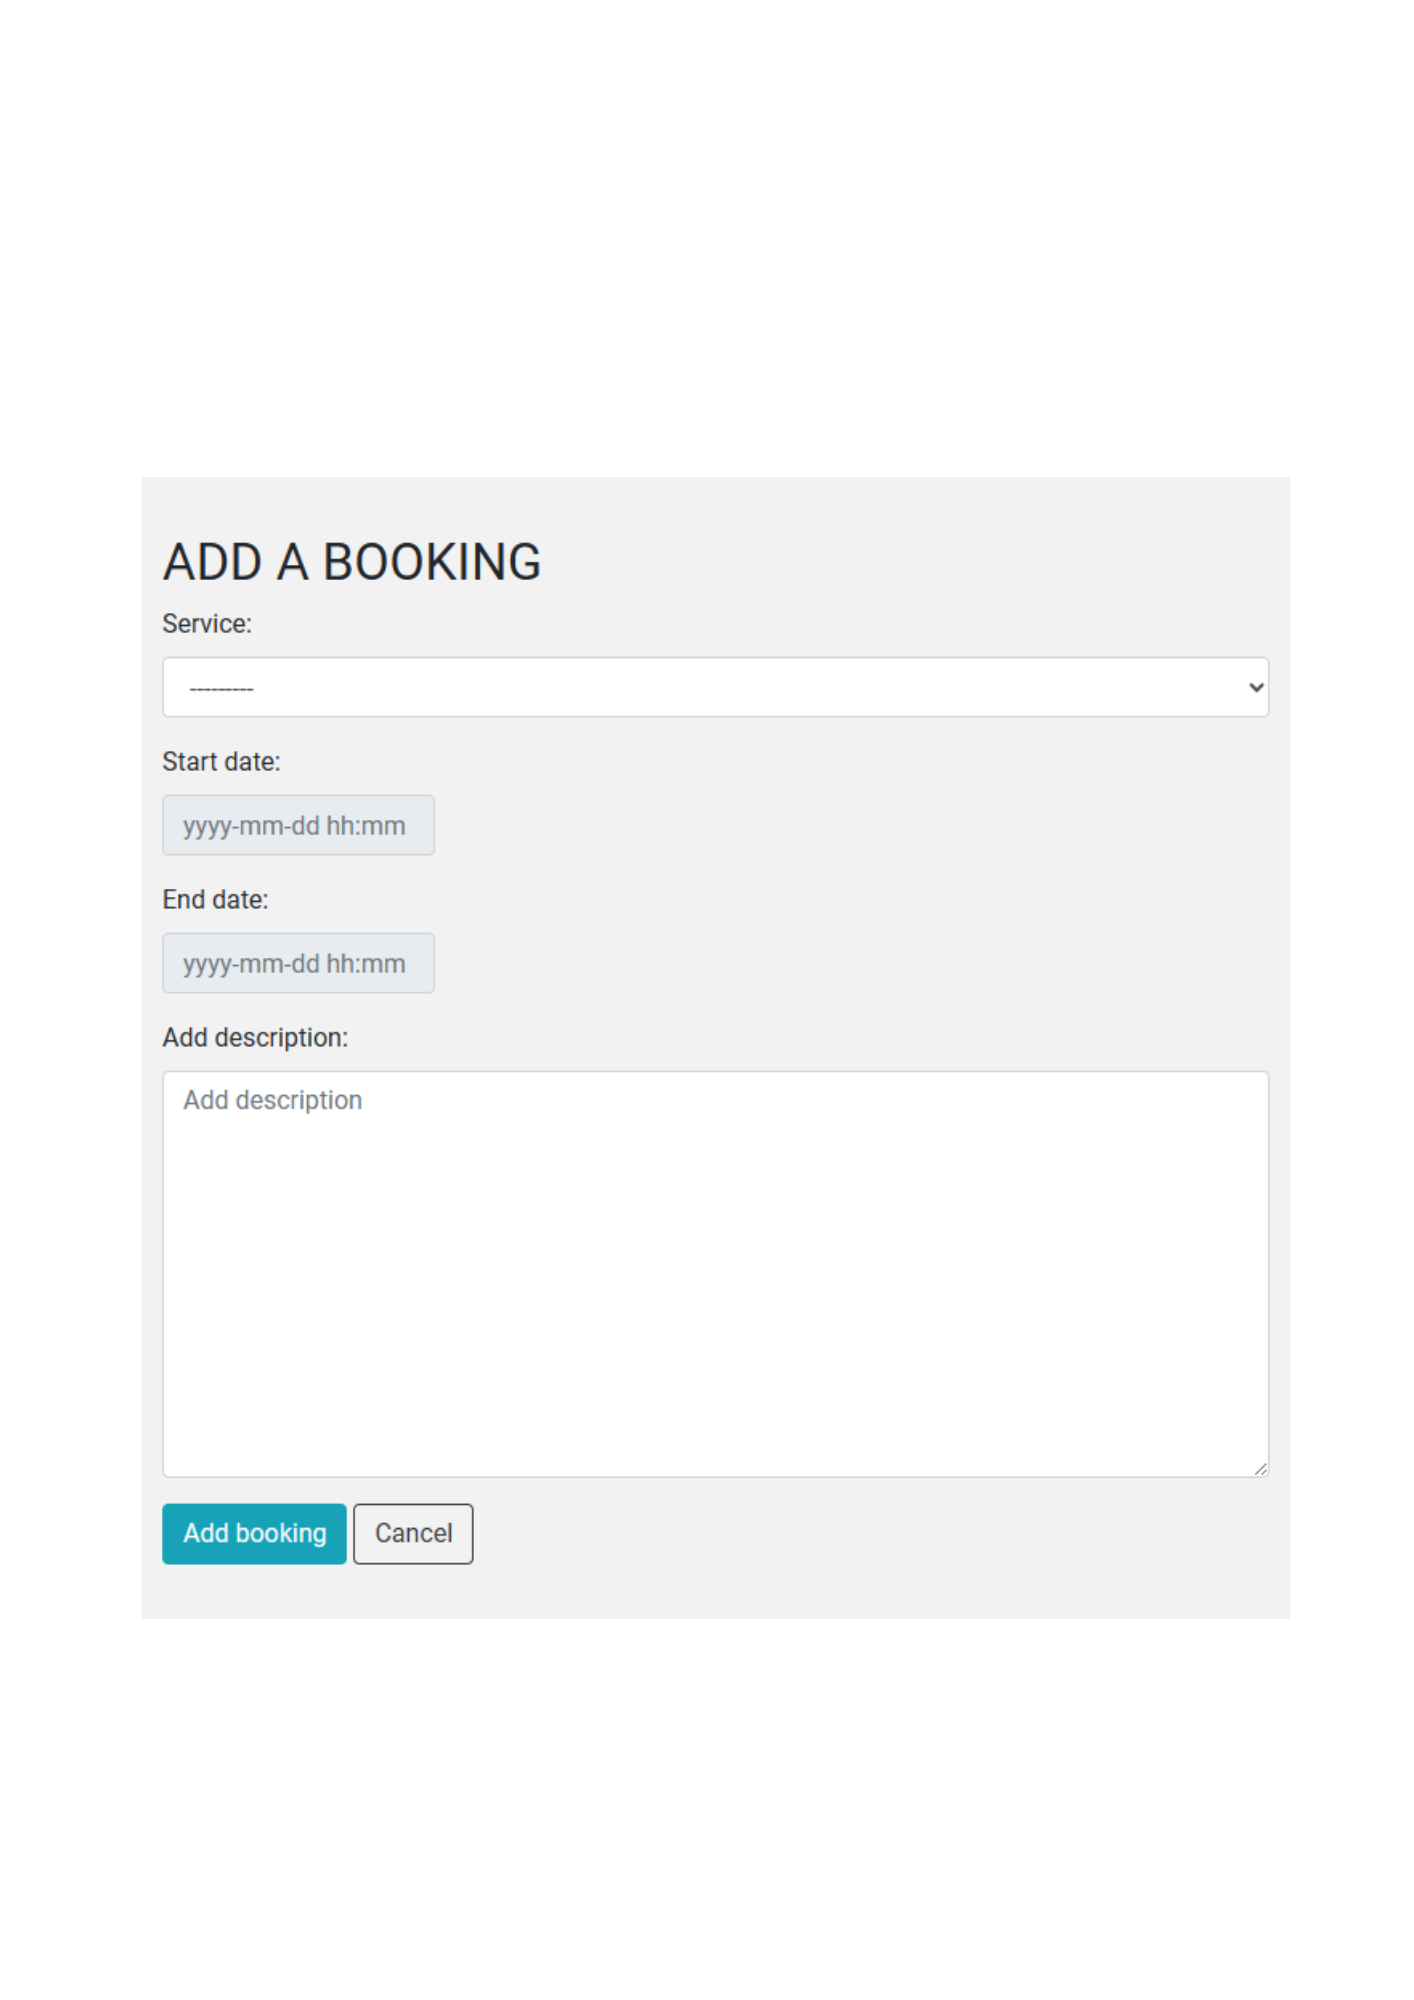 ADD A BOOKING
Service:
---------
Start date:
yyyy-mm-dd hh:mm
End date:
yyyy-mm-dd hh:mm
Add description:
Add description
Add booking Cancel